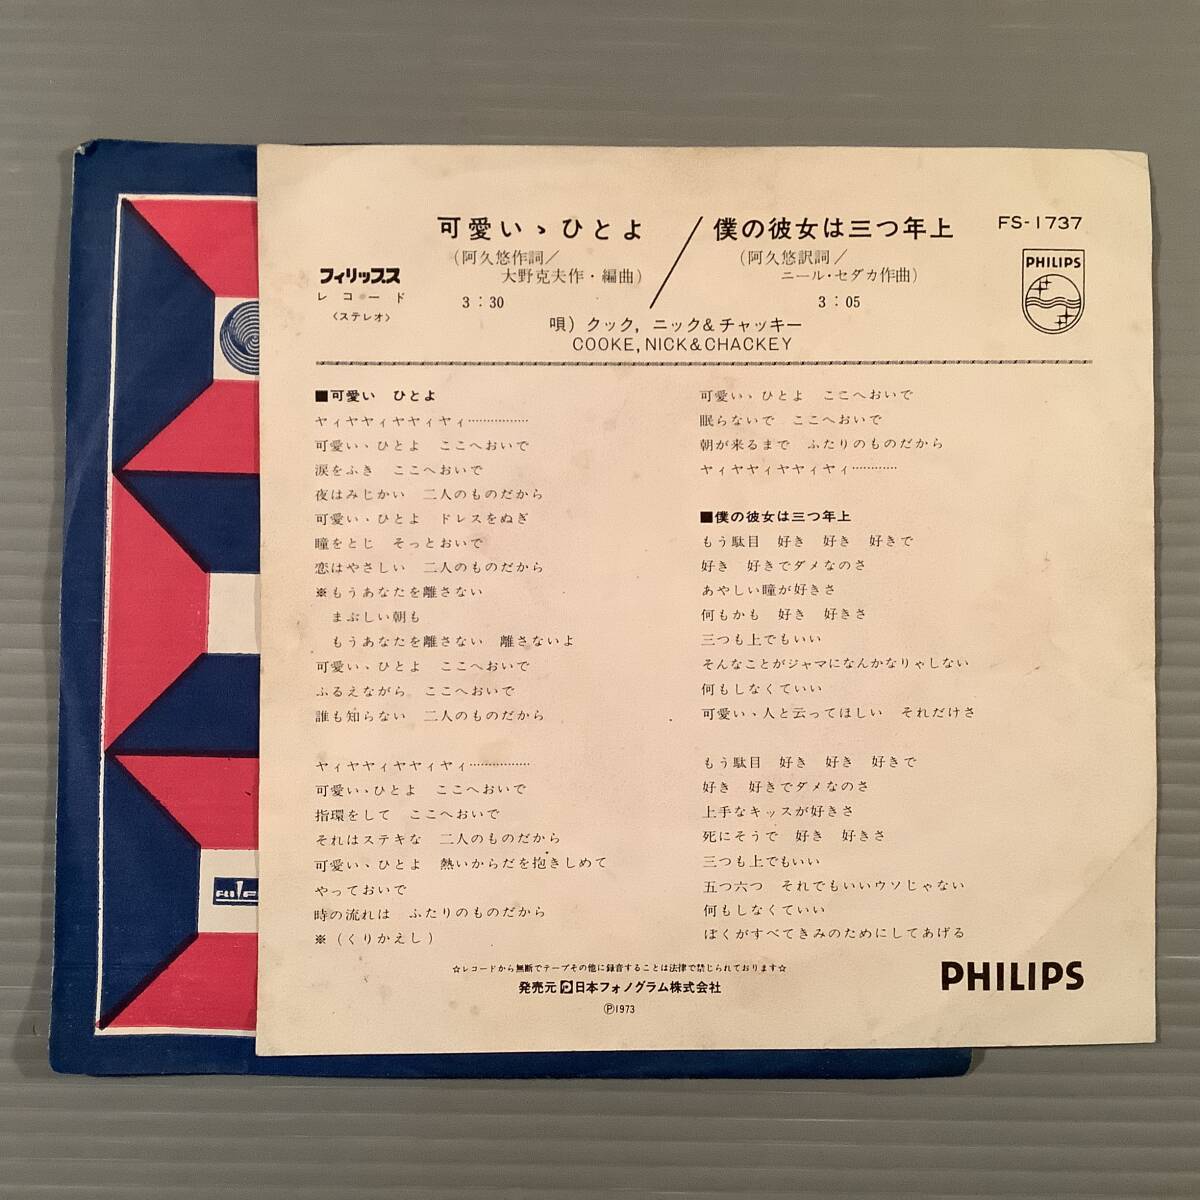 可愛いゝひとよ／僕の彼女は三つ年上
FS-1737
（阿久悠作詞／
大野克夫作・編曲）
（阿久悠訳詞／
ニール・セダカ作曲）
フィリップス
レコード
〈ステレオ〉
3：30
3：05
PHILIPS
唄）クック，ニック&チャッキー
COOKE,NICK&CHACKEY
■可愛い ひとよ
ヤィヤヤィヤヤィヤィ……………
可愛いゝひとよ ここへおいで
涙をふき ここへおいで
夜はみじかい 二人のものだから
可愛いゝひとよ ドレスをぬぎ
瞳をとじ そっとおいで
恋はやさしい 二人のものだから
※もうあなたを離さない
まぶしい朝も
もうあなたを離さない 離さないよ
可愛いゝひとよ ここへおいで
ふるえながら ここへおいで
誰も知らない 二人のものだから
ヤィヤヤィヤヤィヤィ……………
可愛いゝひとよ ここへおいで
指環をして ここへおいで
それはステキな 二人のものだから
可愛いゝひとよ 熱いからだを抱きしめて
やっておいで
時の流れは ふたりのものだから
※（くりかえし）
可愛いゝひとよ ここへおいで
眠らないで ここへおいで
朝が来るまで ふたりのものだから
ヤィヤヤィヤヤィヤィ…………
■僕の彼女は三つ年上
もう駄目 好き 好き 好きで
好き 好きでダメなのさ
あやしい瞳が好きさ
何もかも 好き 好きさ
三つも上でもいい
そんなことがジャマになんかなりゃしない
何もしなくていい
可愛いゝ人と云ってほしい それだけさ
もう駄目 好き 好き 好きで
好き 好きでダメなのさ
上手なキッスが好きさ
死にそうで 好き 好きさ
三つも上でもいい
五つ六つ それでもいいウソじゃない
何もしなくていい
ぼくがすべてきみのためにしてあげる
☆レコードから無断でテープその他に録音することは法律で禁じられております☆
発売元 日本フォノグラム株式会社
Ⓟ1973
PHILIPS